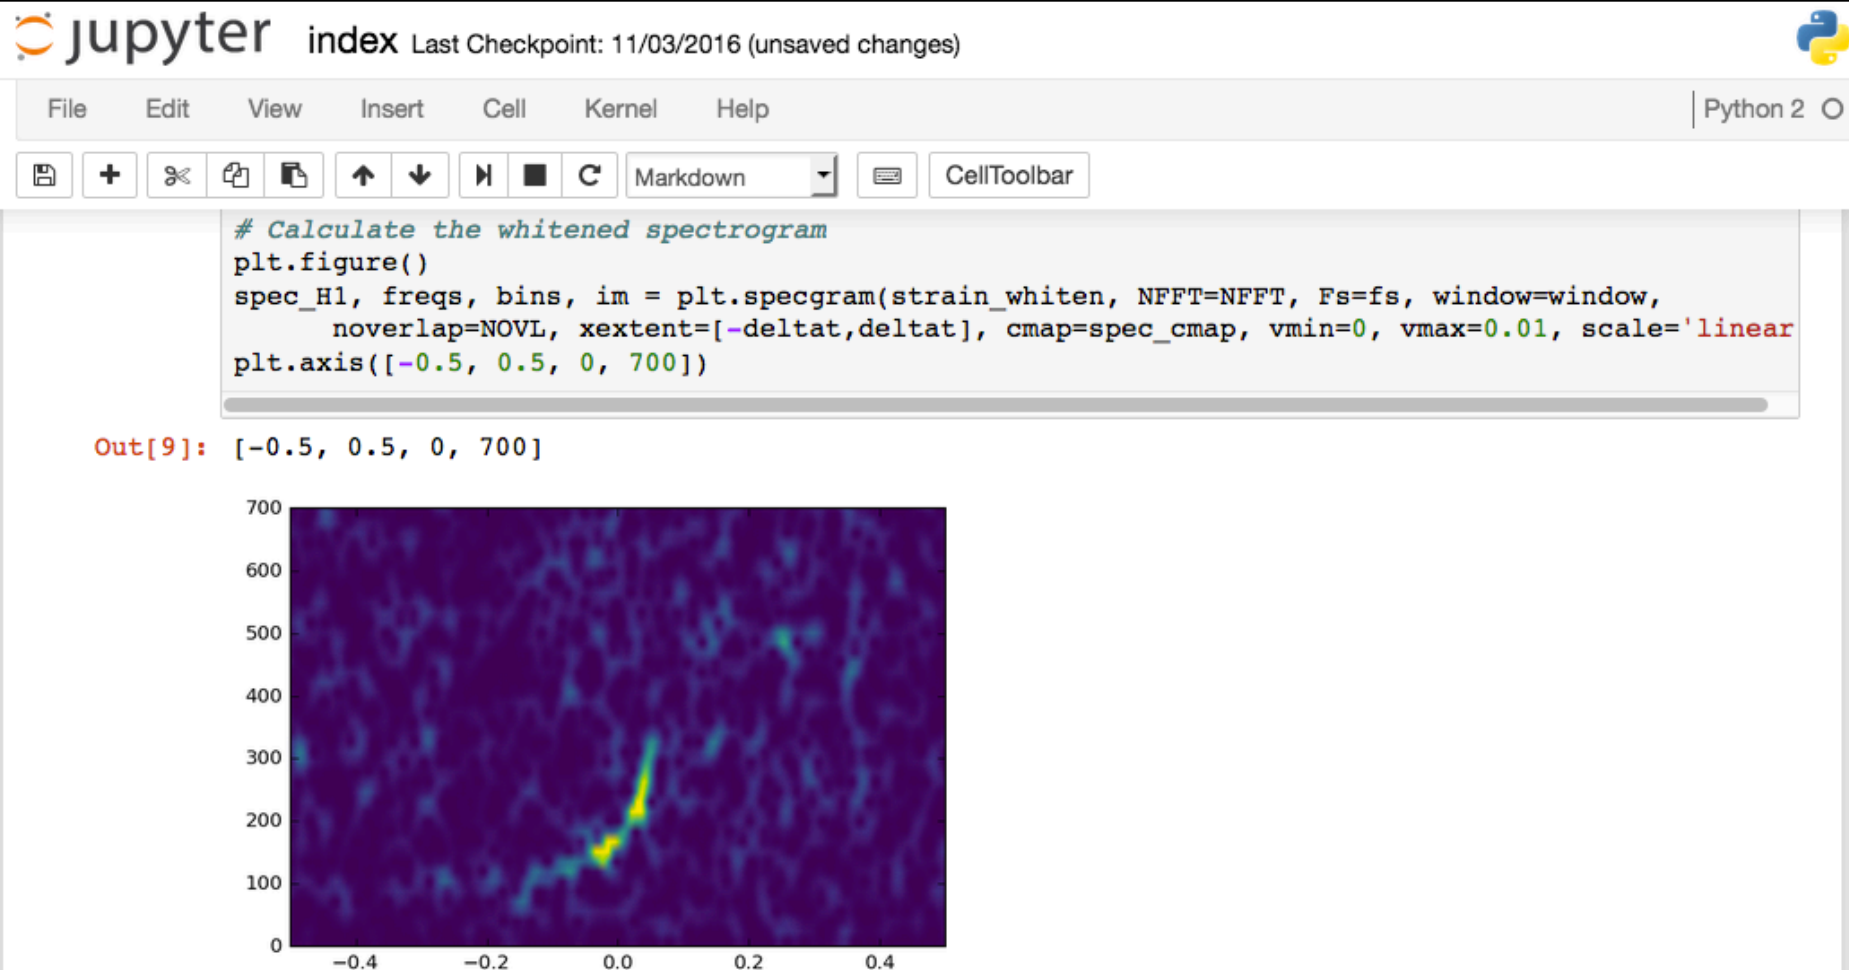 jupyter index Last Checkpoint: 11/03/2016 (unsaved changes)
File Edit View Insert Cell Kernel Help Python 2
Markdown CellToolbar
# Calculate the whitened spectrogram
plt.figure()
spec_H1, freqs, bins, im = plt.specgram(strain_whiten, NFFT=NFFT, Fs=fs, window=window,
noverlap=NOVL, xextent=[-deltat,deltat], cmap=spec_cmap, vmin=0, vmax=0.01, scale='linear
plt.axis([-0.5, 0.5, 0, 700])
Out[9]: [-0.5, 0.5, 0, 700]
700
600
500
400
300
200
100
0
−0.4 −0.2 0.0 0.2 0.4